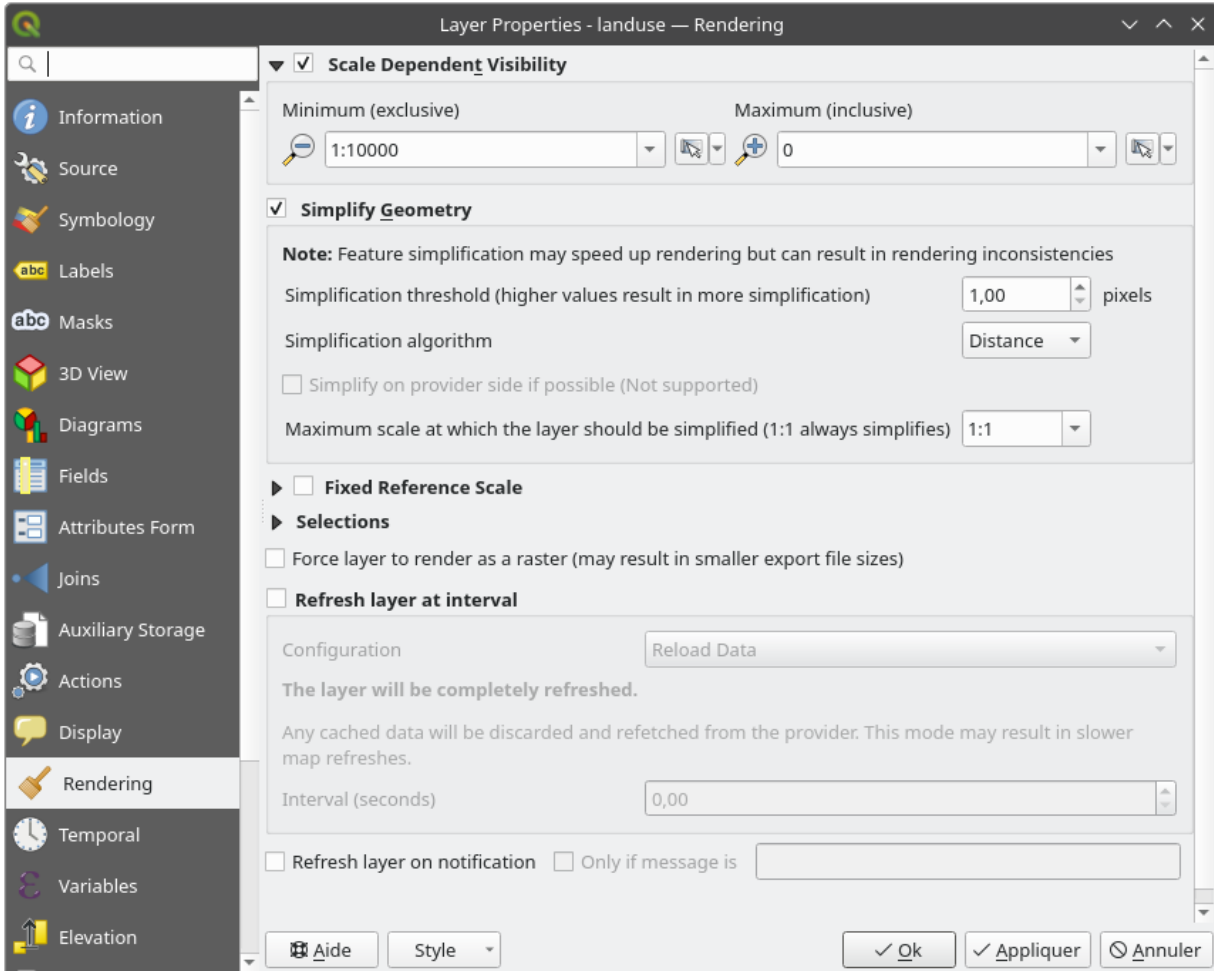 Layer Properties - landuse — Rendering
Information
Source
Symbology
Labels
Masks
3D View
Diagrams
Fields
Attributes Form
Joins
Auxiliary Storage
Actions
Display
Rendering
Temporal
Variables
Elevation
abc
abc
Scale Dependent Visibility
Minimum (exclusive) Maximum (inclusive)
1:10000 0
Simplify Geometry
Note: Feature simplification may speed up rendering but can result in rendering inconsistencies
Simplification threshold (higher values result in more simplification) 1,00 pixels
Simplification algorithm Distance
Simplify on provider side if possible (Not supported)
Maximum scale at which the layer should be simplified (1:1 always simplifies) 1:1
Fixed Reference Scale
Selections
Force layer to render as a raster (may result in smaller export file sizes)
Refresh layer at interval
Configuration Reload Data
The layer will be completely refreshed.
Any cached data will be discarded and refetched from the provider. This mode may result in slower
map refreshes.
Interval (seconds) 0,00
Refresh layer on notification Only if message is
Aide Style Ok Appliquer Annuler